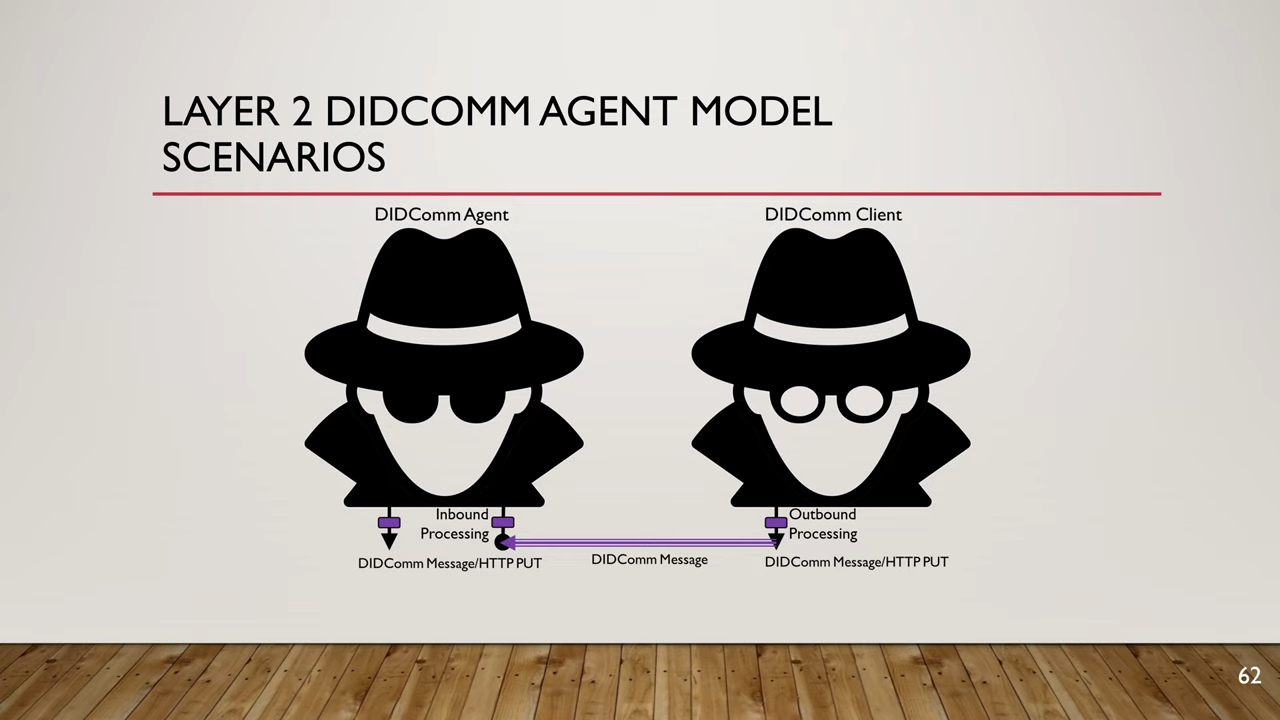 LAYER 2 DIDCOMM AGENT MODEL
SCENARIOS
DIDComm Agent
DIDComm Client
Inbound
Processing
Outbound
Processing
DIDComm Message/HTTP PUT
DIDComm Message
DIDComm Message/HTTP PUT
62